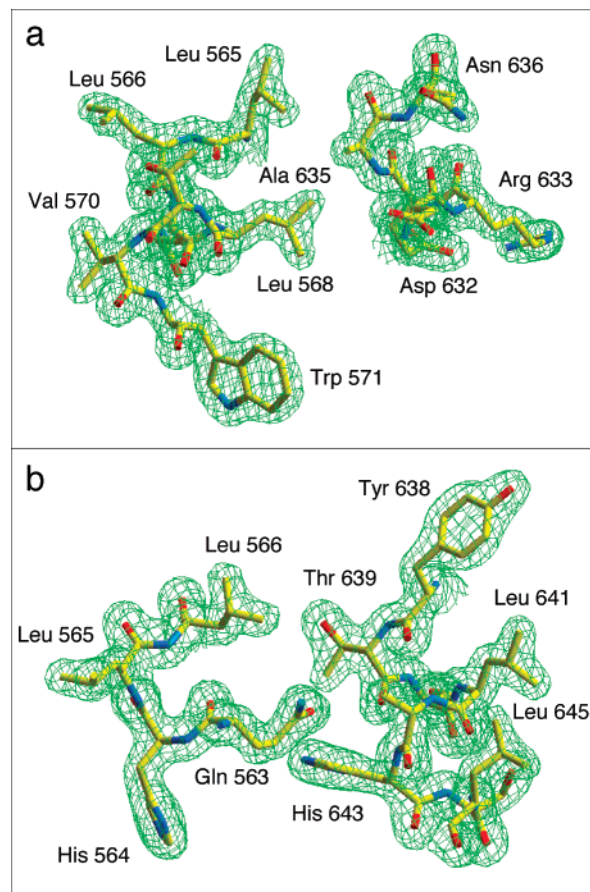 a
Leu 565
Leu 566
Asn 636
Ala 635
Arg 633
Val 570
Leu 568
Asp 632
Trp 571
b
Tyr 638
Leu 566
Thr 639
Leu 641
Leu 565
Leu 645
Gln 563
His 643
His 564